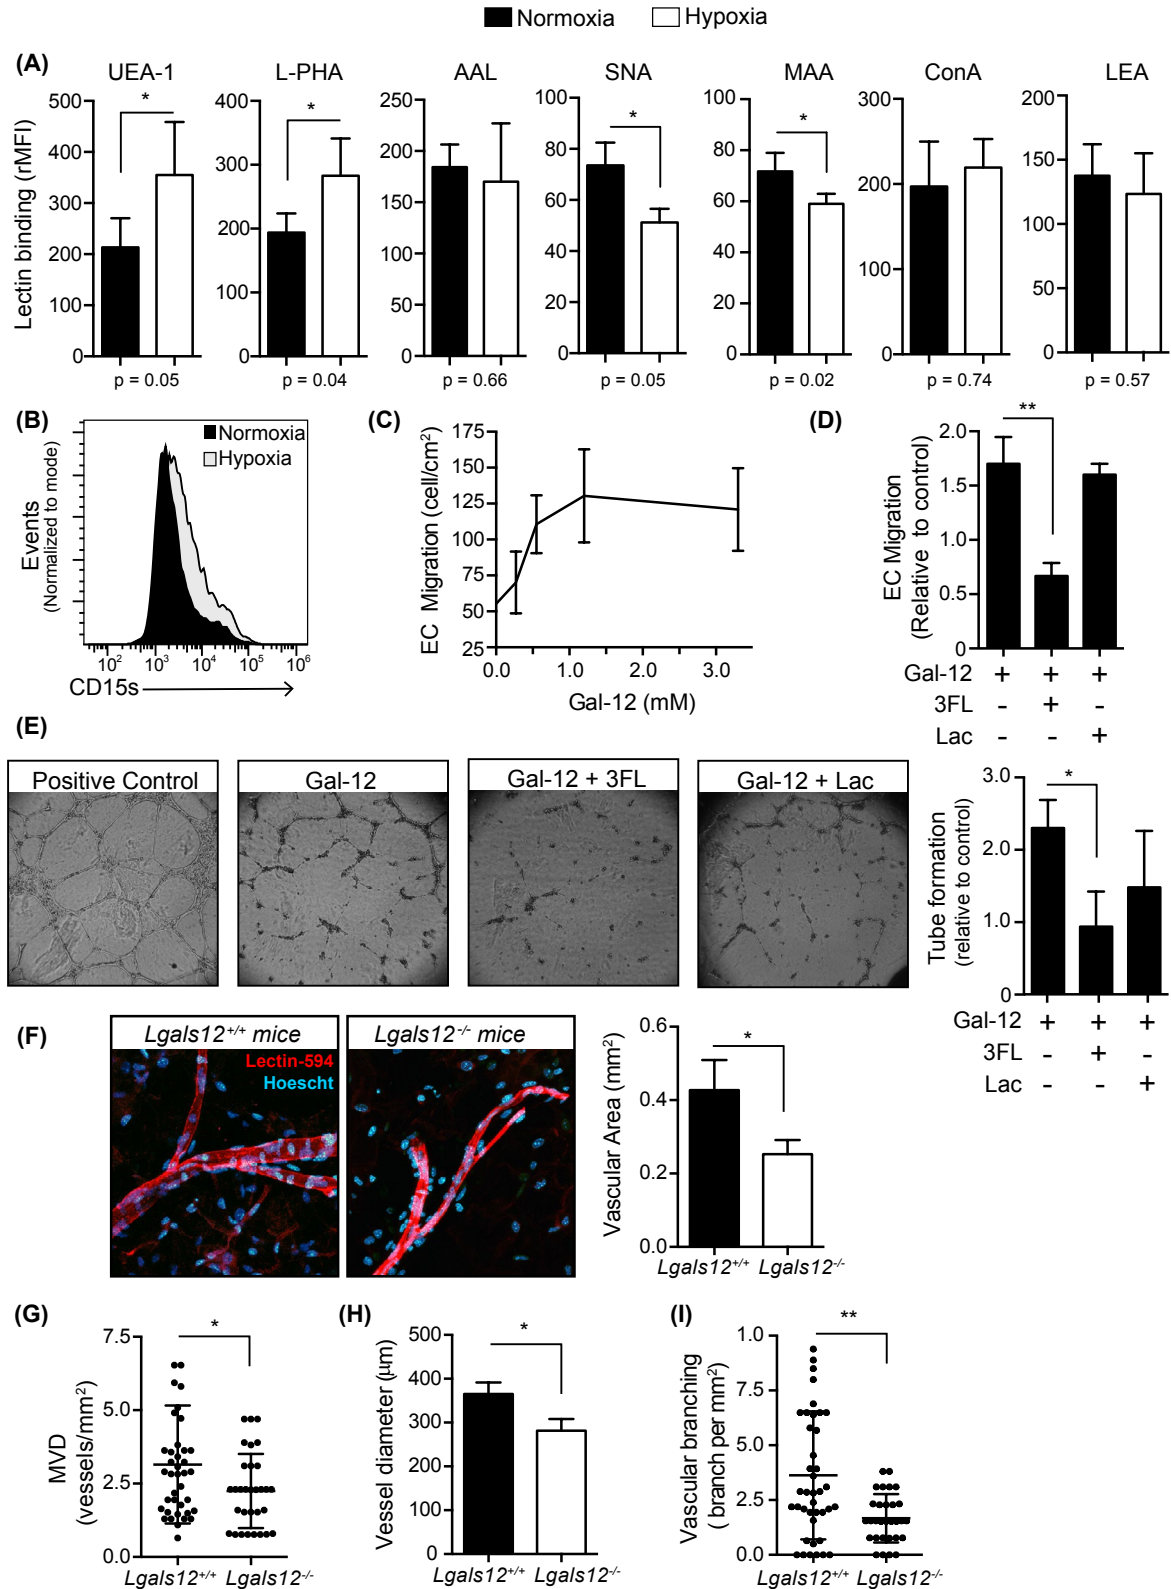 Normoxia Hypoxia
(A)
UEA-1 L-PHA AAL SNA MAA ConA LEA
Lectin binding (rMFI)
500
400
300
200
100
0
*
p = 0.05
400
300
200
100
0
*
p = 0.04
250
200
150
100
50
0
p = 0.66
100
80
60
40
20
0
*
p = 0.05
100
80
60
40
20
0
*
p = 0.02
300
200
100
0
p = 0.74
200
150
100
50
0
p = 0.57
(B)
Events
(Normalized to mode)
Normoxia
Hypoxia
10² 10³ 10⁴ 10⁵ 10⁶
CD15s
(C)
EC Migration (cell/cm²)
175
150
125
100
75
50
25
0.0 1.0 2.0 3.0
Gal-12 (mM)
(D)
EC Migration
(Relative to control)
2.0
1.5
1
0.5
0
**
Gal-12 + + +
3FL - + -
Lac - - +
(E)
Positive Control
Gal-12
Gal-12 + 3FL
Gal-12 + Lac
Tube formation
(relative to control)
3.0
2.0
1.0
0
*
Gal-12 + + +
3FL - + -
Lac - - +
(F)
Lgals12+/+ mice
Lgals12-/- mice
Lectin-594
Hoescht
Vascular Area (mm²)
0.6
0.4
0.2
0.0
*
Lgals12+/+ Lgals12-/-
(G)
MVD
(vessels/mm²)
7.5
5.0
2.5
0.0
*
Lgals12+/+ Lgals12-/-
(H)
Vessel diameter (μm)
500
400
300
200
100
0
*
Lgals12+/+ Lgals12-/-
(I)
Vascular branching
( branch per mm²)
1.0
7.5
5.0
2.5
0.0
**
Lgals12+/+ Lgals12-/-